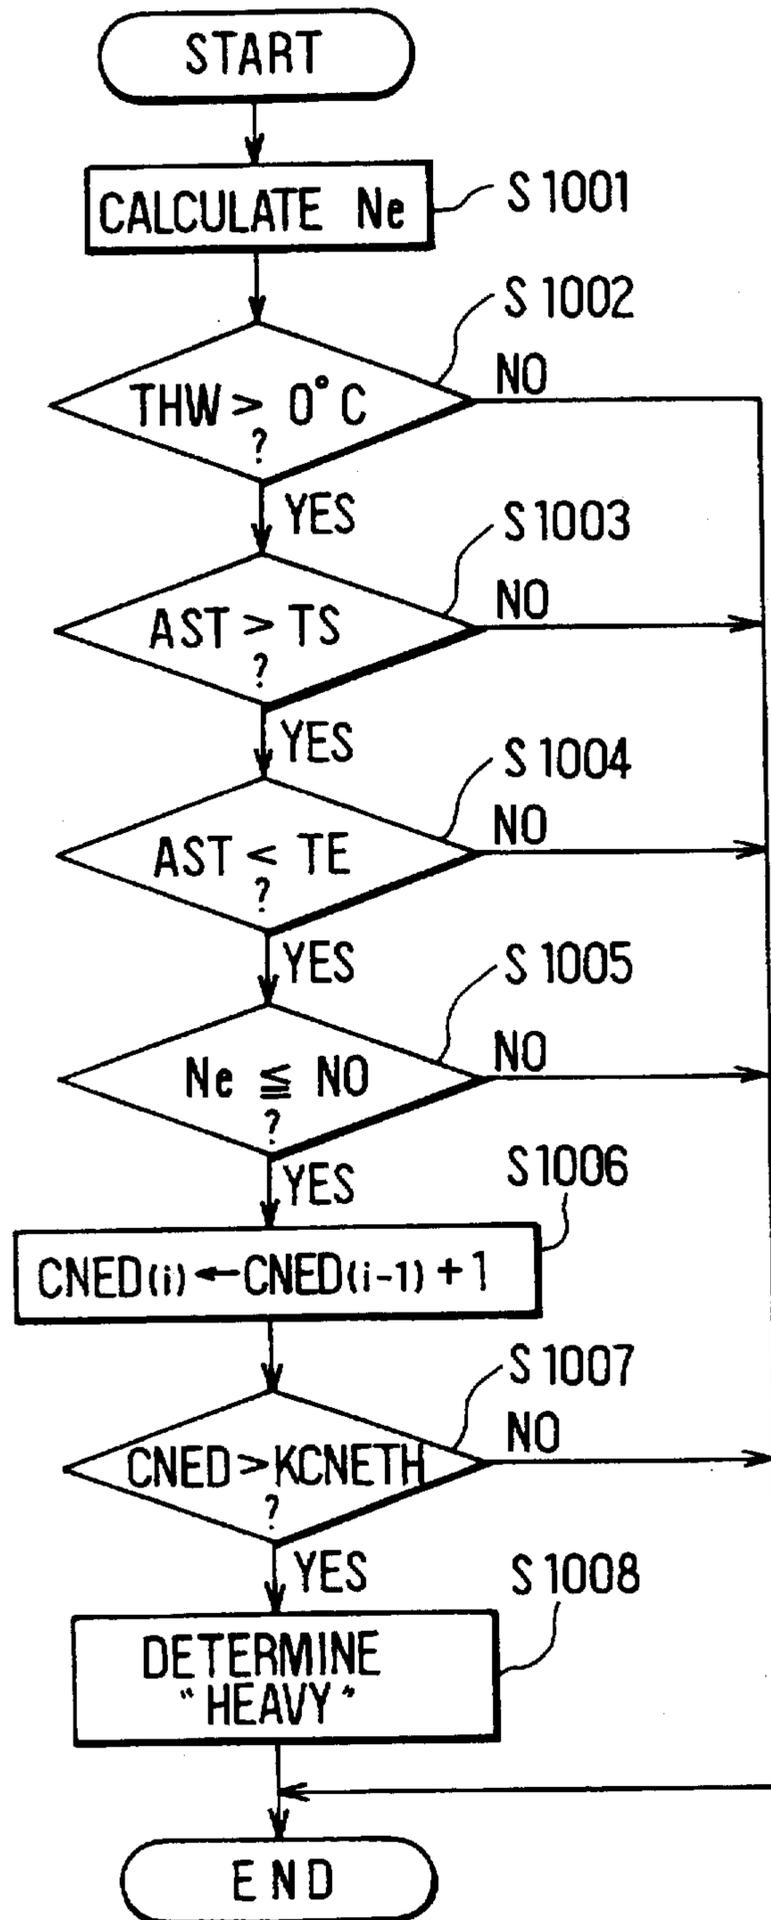 START
CALCULATE Ne
S1001
S1002
THW > 0°C
?
NO
YES
S1003
AST > TS
?
NO
YES
S1004
AST < TE
?
NO
YES
S1005
Ne ≦ NO
?
NO
YES
S1006
CNED(i) ← CNED(i-1) + 1
S1007
CNED > KCNETH
?
NO
YES
S1008
DETERMINE
"HEAVY"
END